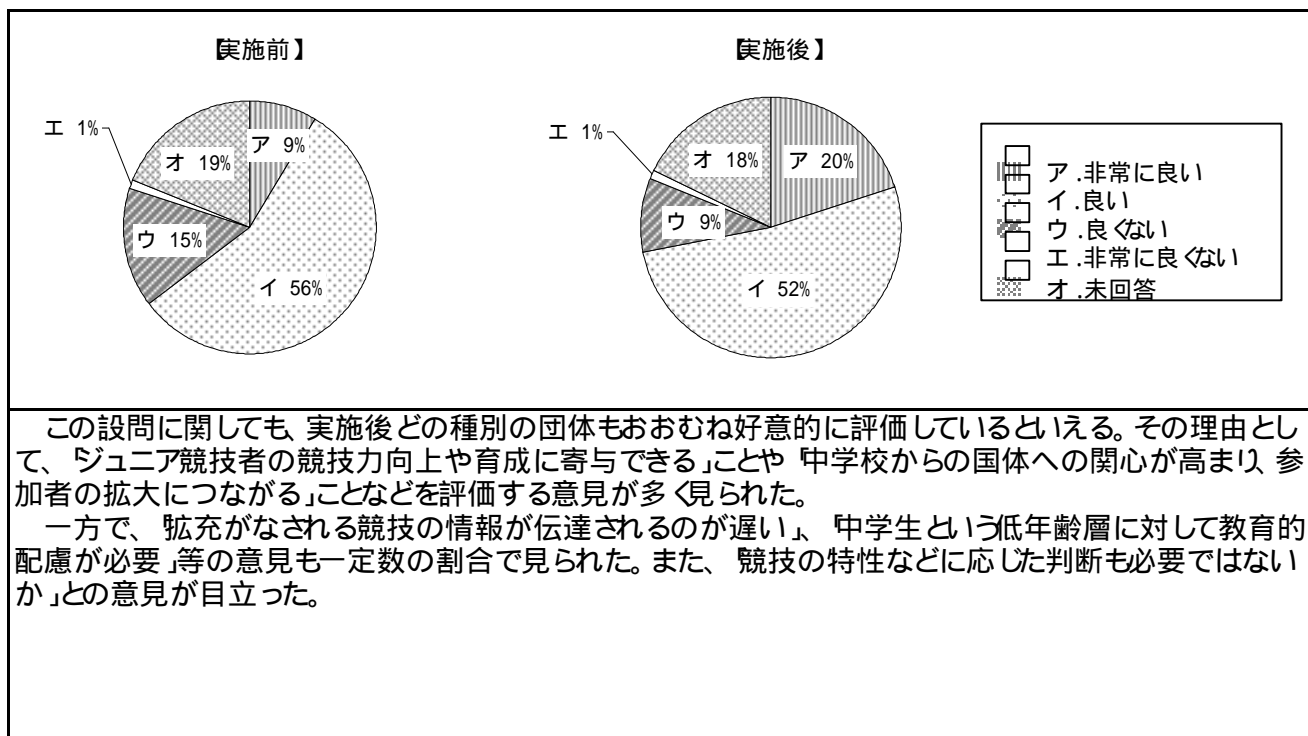 【実施前】
【実施後】
エ 1%
オ 19%
ア 9%
ウ 15%
イ 56%
エ 1%
オ 18%
ア 20%
ウ 9%
イ 52%
ア.非常に良い
イ.良い
ウ.良くない
エ.非常に良くない
オ.未回答
この設問に関しても、実施後どの種別の団体もおおむね好意的に評価しているといえる。その理由とし
て、「ジュニア競技者の競技力向上や育成に寄与できる」ことや「中学校からの国体への関心が高まり、参
加者の拡大につながる」ことなどを評価する意見が多く見られた。
一方で、「拡充がなされる競技の情報が伝達されるのが遅い」、「中学生という低年齢層に対して教育的
配慮が必要」等の意見も一定数の割合で見られた。また、「競技の特性などに応じた判断も必要ではない
か」との意見が目立った。